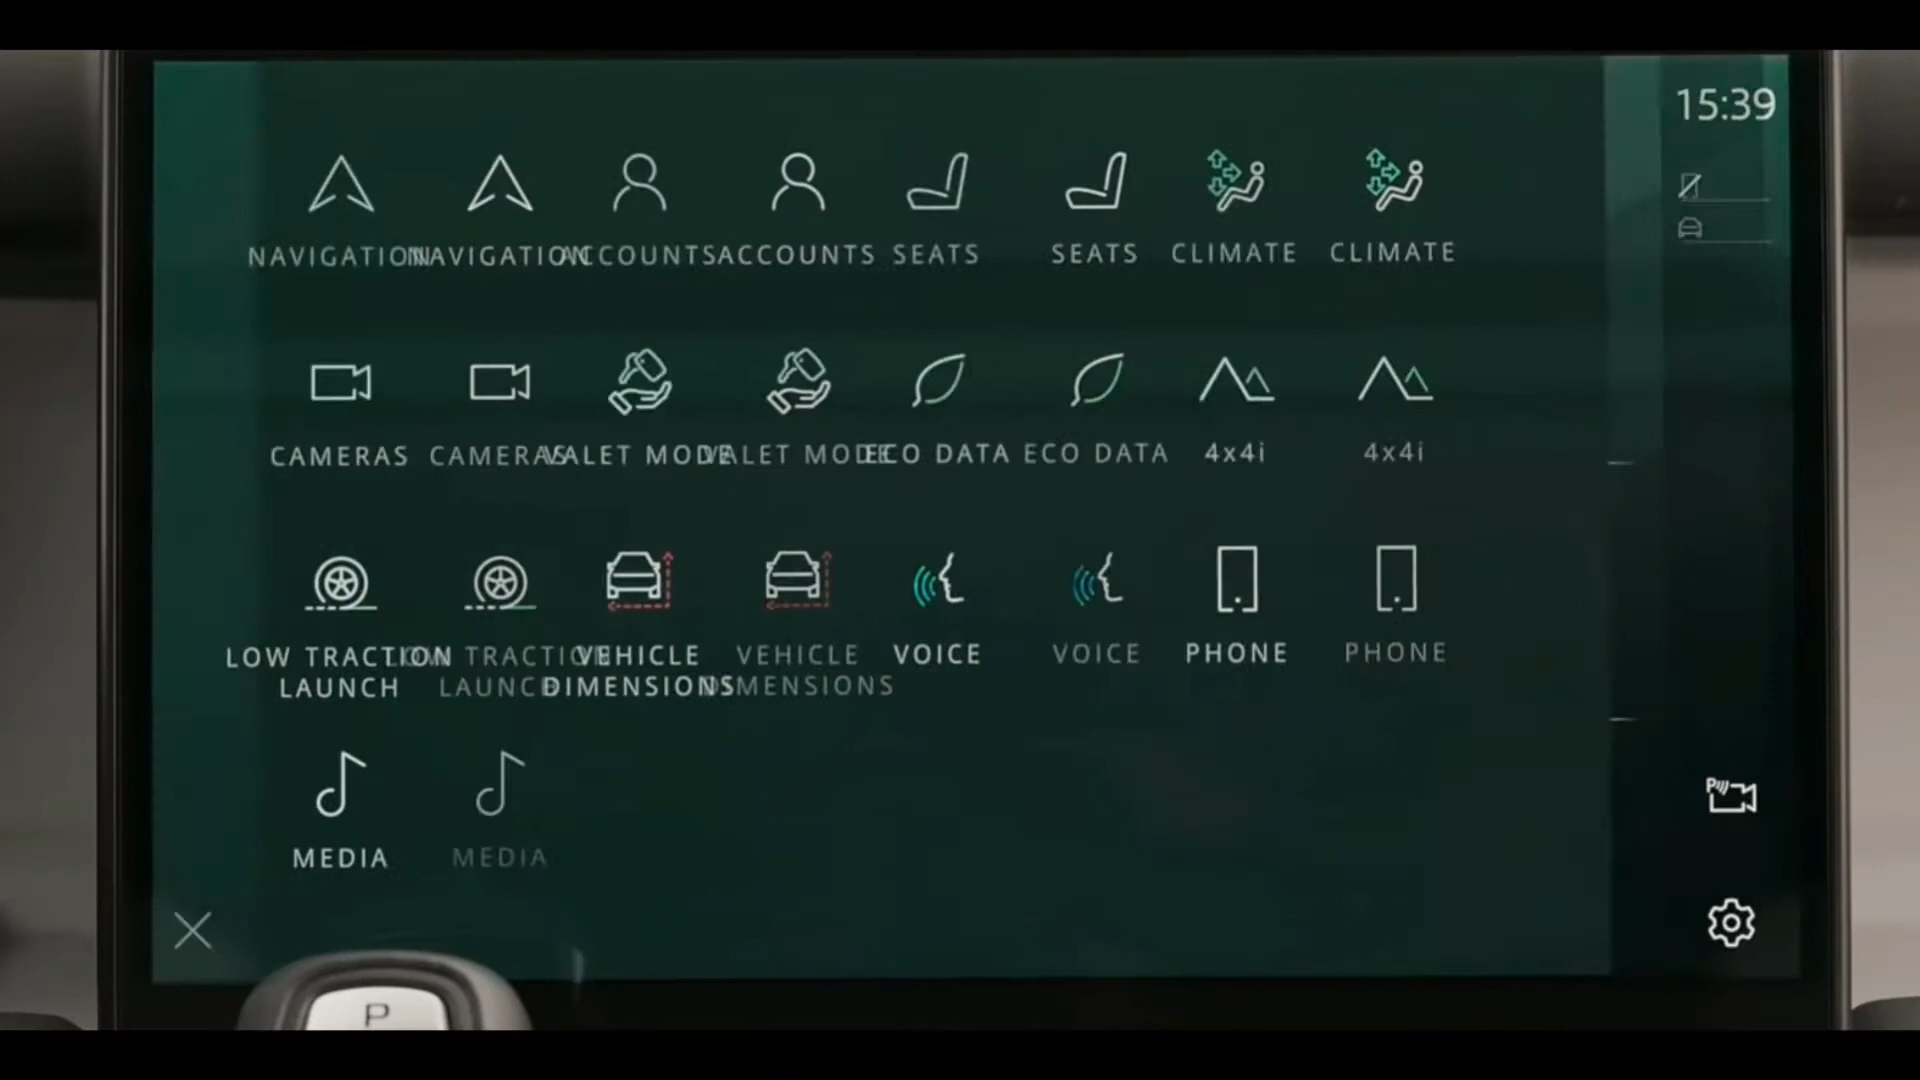 15:39
NAVIGATION NAVIGATION ACCOUNTS ACCOUNTS SEATS SEATS CLIMATE CLIMATE
CAMERAS CAMERAS VALET MODE VALET MODE ECO DATA ECO DATA 4x4i 4x4i
LOW TRACTION LOW TRACTION VEHICLE VEHICLE VOICE VOICE PHONE PHONE
LAUNCH LAUNCH DIMENSIONS DIMENSIONS
MEDIA MEDIA
P
P